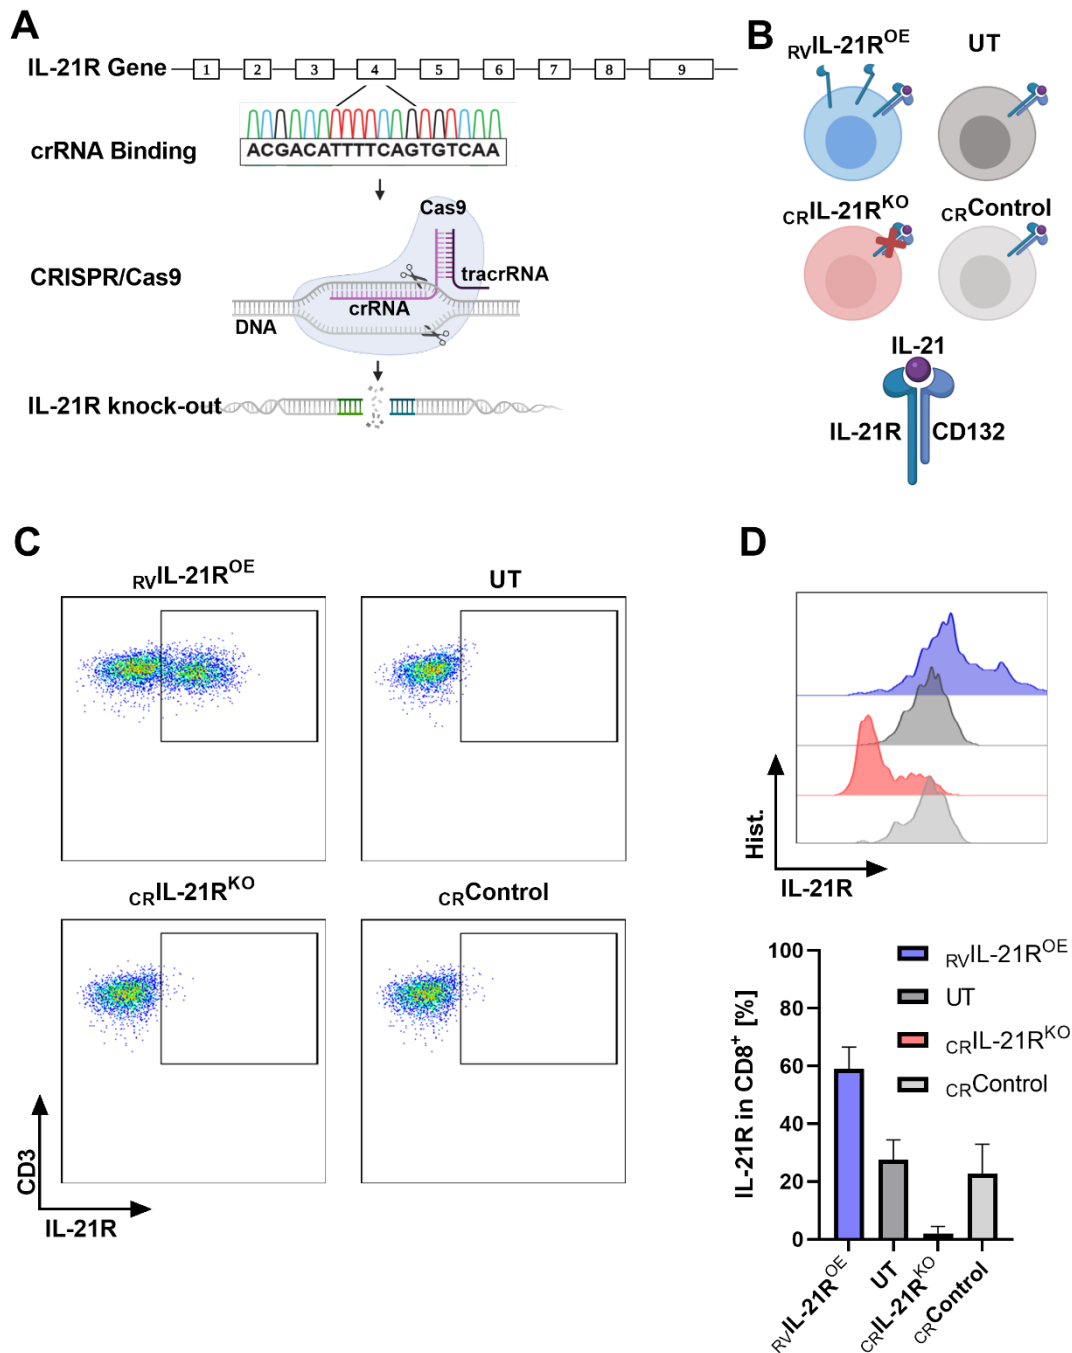 A
IL-21R Gene
1 2 3 4 5 6 7 8 9
crRNA Binding
ACGACATTTTCAGTGTCAA
Cas9
CRISPR/Cas9
tracrRNA
crRNA
DNA
IL-21R knock-out
B
RVIL-21ROE
UT
CRIL-21RKO
CRControl
IL-21
IL-21R
CD132
C
RVIL-21ROE
UT
CRIL-21RKO
CRControl
CD3
IL-21R
D
Hist.
IL-21R
IL-21R in CD8+ [%]
100
80
60
40
20
0
RVIL-21ROE
UT
CRIL-21RKO
CRControl
RVIL-21ROE
UT
CRIL-21RKO
CRControl